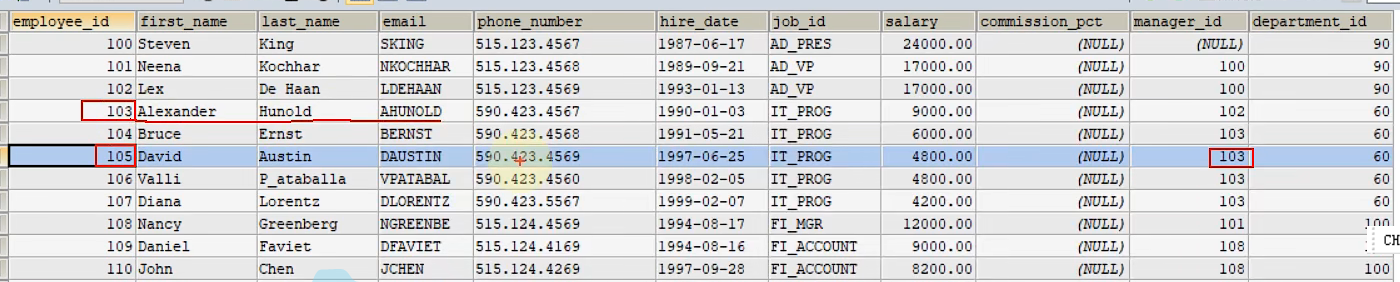 employee_id first_name last_name email phone_number hire_date job_id salary commission_pct manager_id department_id
100 Steven King SKING 515.123.4567 1987-06-17 AD_PRES 24000.00 (NULL) (NULL) 90
101 Neena Kochhar NKOCHHAR 515.123.4568 1989-09-21 AD_VP 17000.00 (NULL) 100 90
102 Lex De Haan LDEHAAN 515.123.4569 1993-01-13 AD_VP 17000.00 (NULL) 100 90
103 Alexander Hunold AHUNOLD 590.423.4567 1990-01-03 IT_PROG 9000.00 (NULL) 102 60
104 Bruce Ernst BERNST 590.423.4568 1991-05-21 IT_PROG 6000.00 (NULL) 103 60
105 David Austin DAUSTIN 590.423.4569 1997-06-25 IT_PROG 4800.00 (NULL) 103 60
106 Valli P_ataballa VPATABAL 590.423.4560 1998-02-05 IT_PROG 4800.00 (NULL) 103 60
107 Diana Lorentz DLORENTZ 590.423.5567 1999-02-07 IT_PROG 4200.00 (NULL) 103 60
108 Nancy Greenberg NGREENBE 515.124.4569 1994-08-17 FI_MGR 12000.00 (NULL) 101 100
109 Daniel Faviet DFAVIET 515.124.4169 1994-08-16 FI_ACCOUNT 9000.00 (NULL) 108 CH
110 John Chen JCHEN 515.124.4269 1997-09-28 FI_ACCOUNT 8200.00 (NULL) 108 100